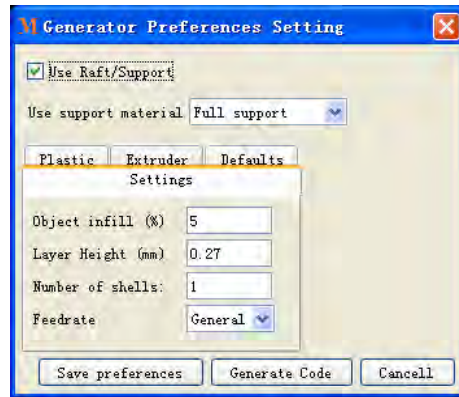 Generator Preferences Setting
Use Raft/Support
Use support material Full support
Plastic Extruder Defaults
Settings
Object infill (%) 5
Layer Height (mm) 0.27
Number of shells: 1
Feedrate General
Save preferences Generate Code Cancell